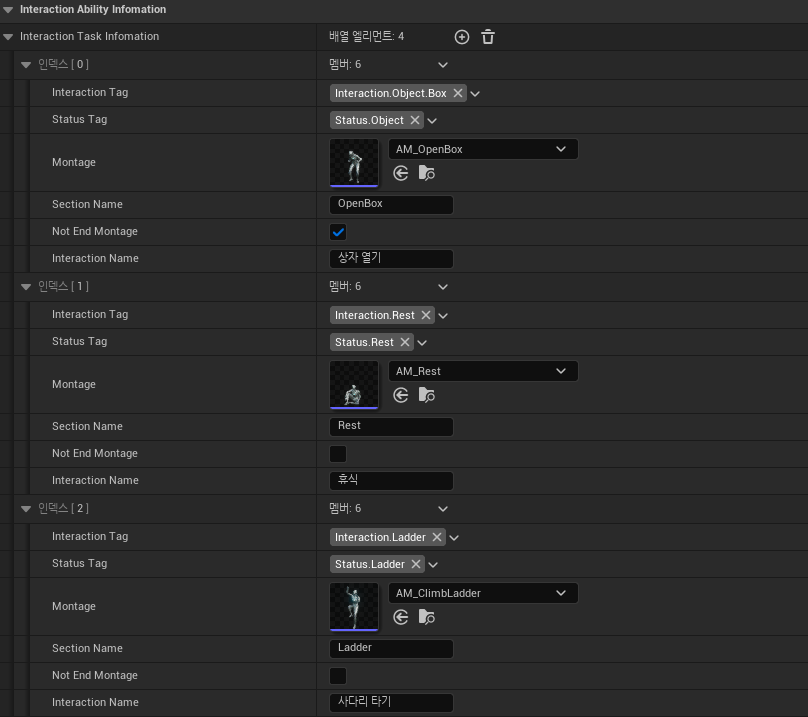 Interaction Ability Infomation
Interaction Task Infomation 배열 엘리먼트: 4
인덱스 [ 0 ] 멤버: 6
Interaction Tag Interaction.Object.Box
Status Tag Status.Object
Montage AM_OpenBox
Section Name OpenBox
Not End Montage
Interaction Name 상자 열기
인덱스 [ 1 ] 멤버: 6
Interaction Tag Interaction.Rest
Status Tag Status.Rest
Montage AM_Rest
Section Name Rest
Not End Montage
Interaction Name 휴식
인덱스 [ 2 ] 멤버: 6
Interaction Tag Interaction.Ladder
Status Tag Status.Ladder
Montage AM_ClimbLadder
Section Name Ladder
Not End Montage
Interaction Name 사다리 타기